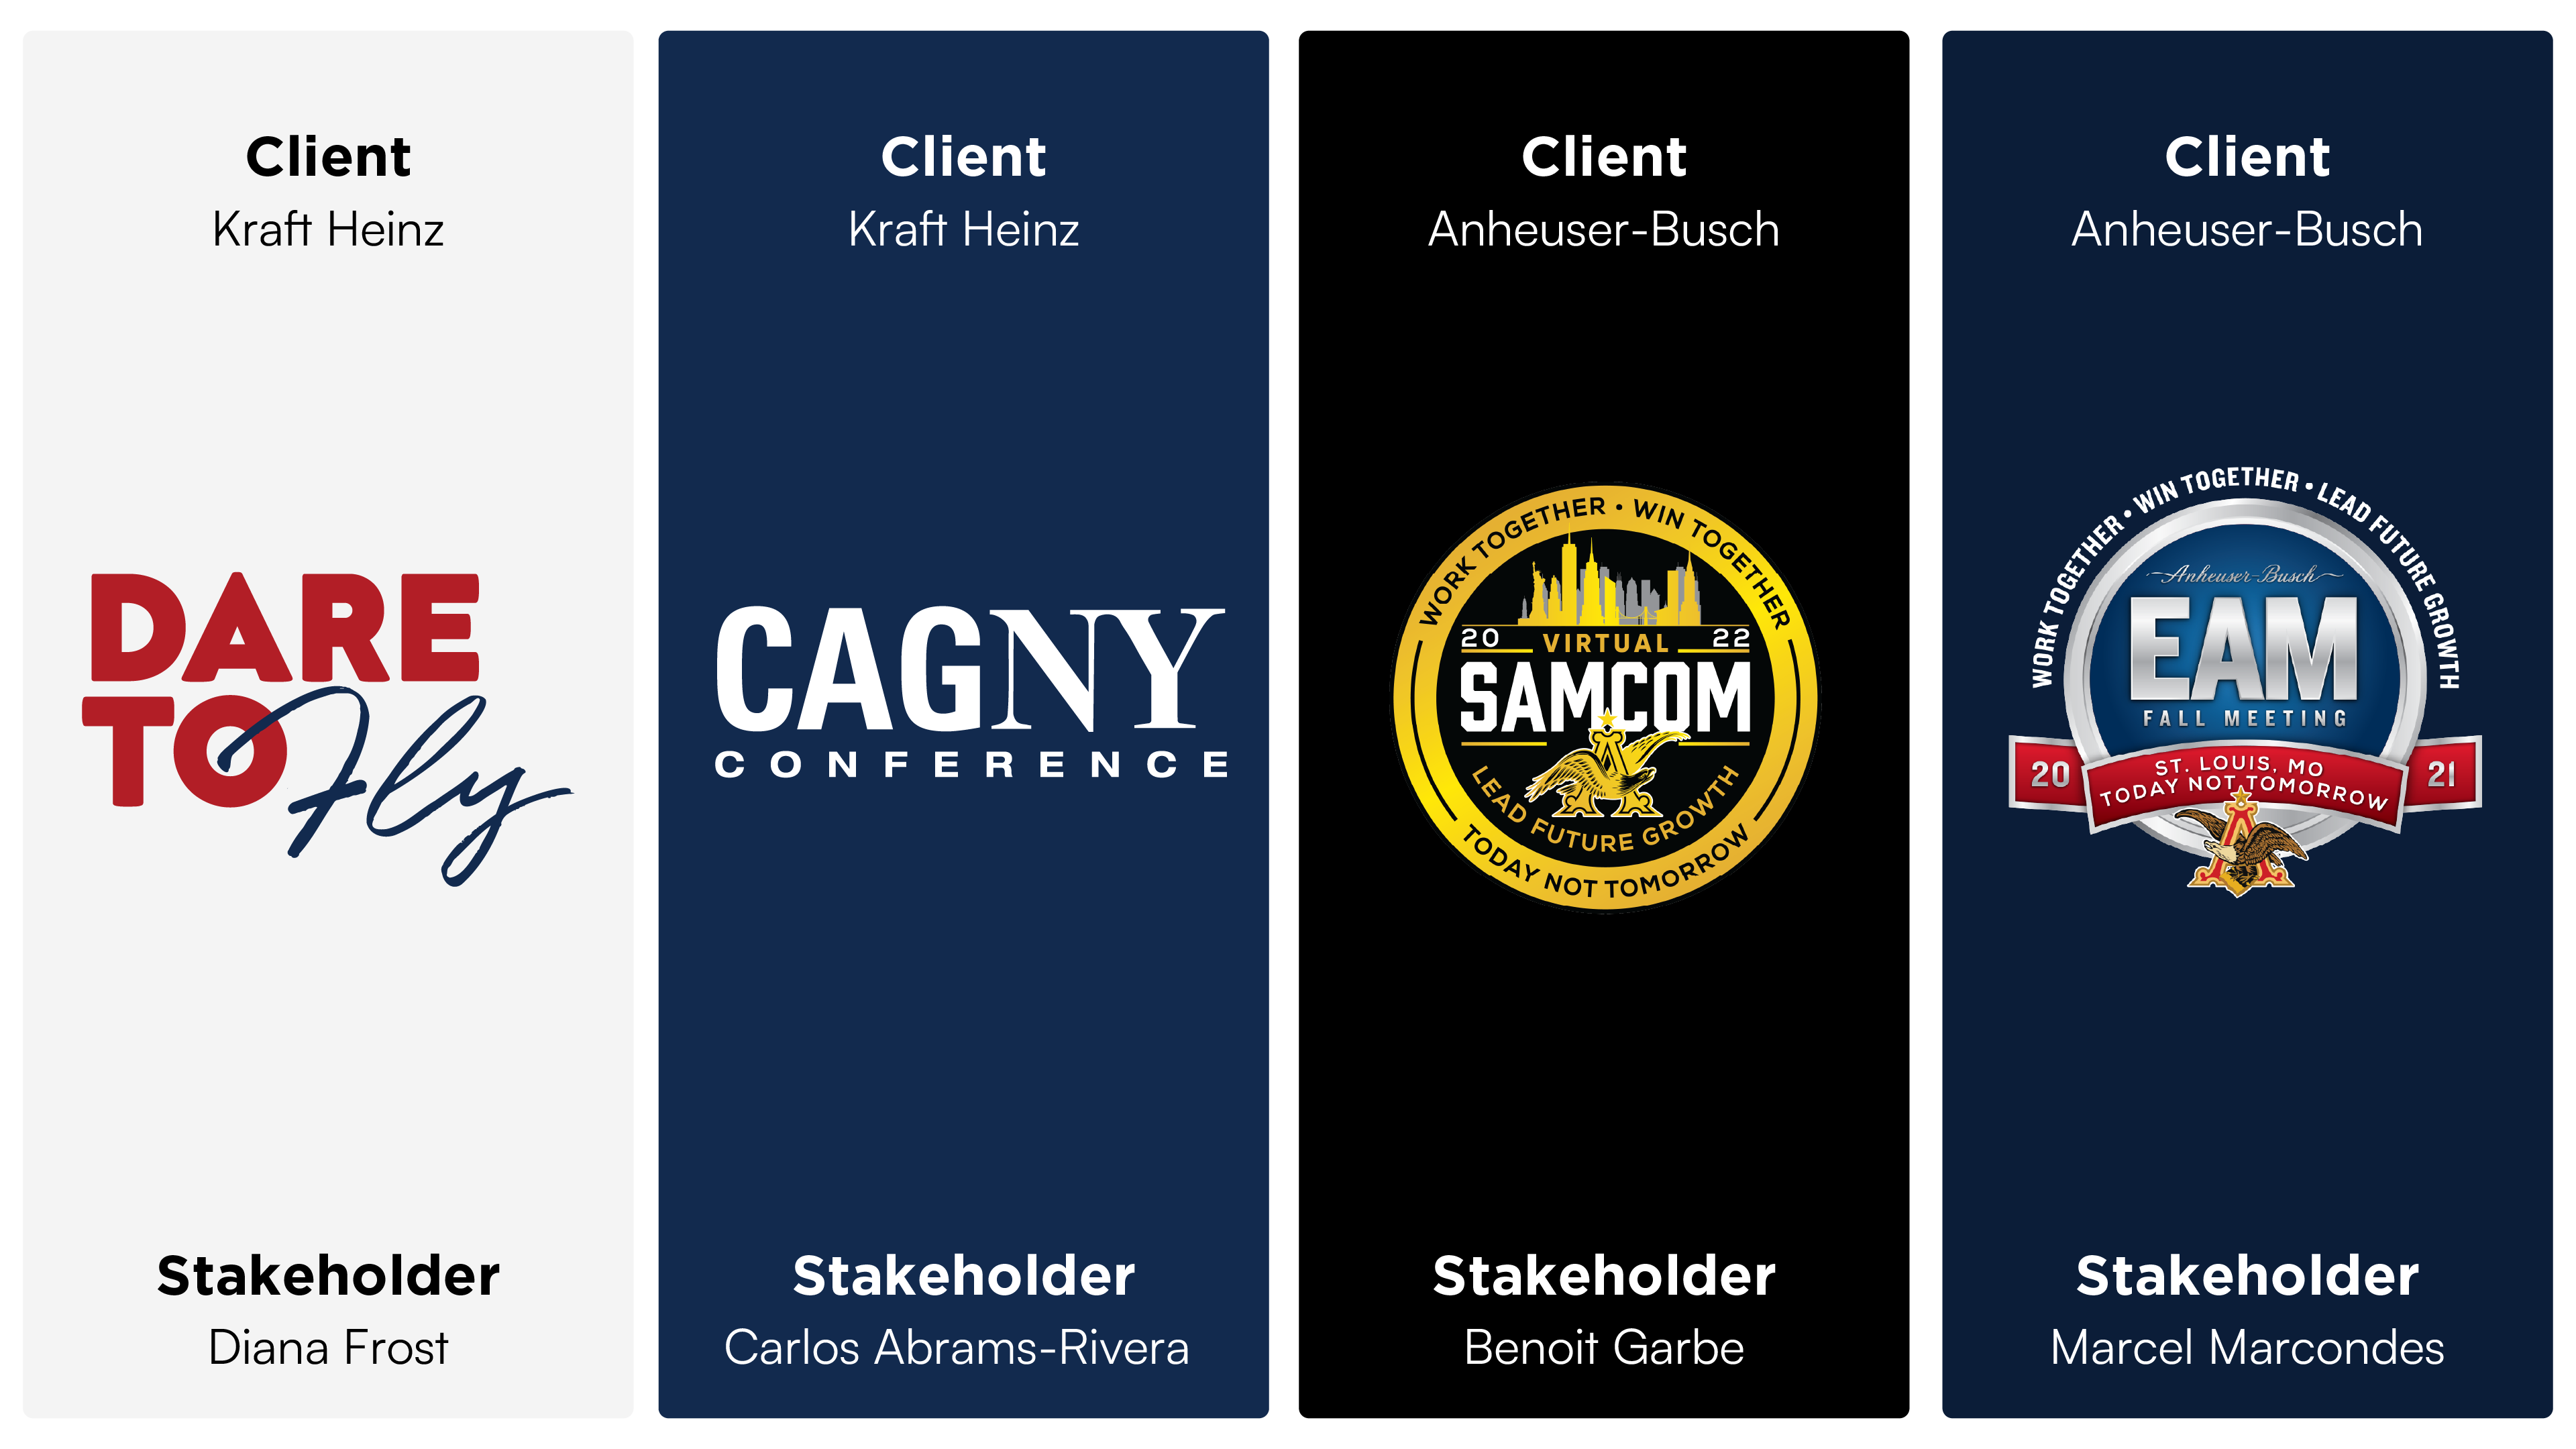 Client
Kraft Heinz
DARE
TO Fly
Stakeholder
Diana Frost
Client
Kraft Heinz
CAGNY
CONFERENCE
Stakeholder
Carlos Abrams-Rivera
Client
Anheuser-Busch
WORK TOGETHER • WIN TOGETHER
20 VIRTUAL 22
SAMCOM
LEAD FUTURE GROWTH
TODAY NOT TOMORROW
Stakeholder
Benoit Garbe
Client
Anheuser-Busch
WORK TOGETHER • WIN TOGETHER • LEAD FUTURE GROWTH
Anheuser-Busch
EAM
FALL MEETING
20 ST. LOUIS, MO 21
TODAY NOT TOMORROW
Stakeholder
Marcel Marcondes